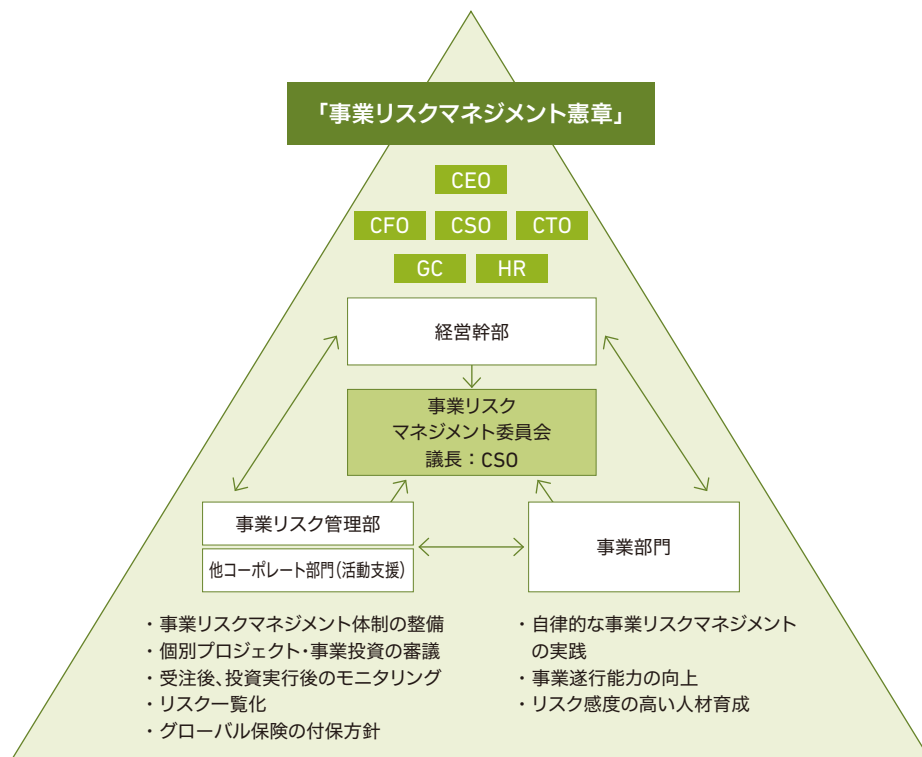 「事業リスクマネジメント憲章」
CEO
CFO CSO CTO
GC HR
経営幹部
事業リスク
マネジメント委員会
議長：CSO
事業リスク管理部
他コーポレート部門（活動支援）
事業部門
・事業リスクマネジメント体制の整備
・個別プロジェクト・事業投資の審議
・受注後、投資実行後のモニタリング
・リスク一覧化
・グローバル保険の付保方針
・自律的な事業リスクマネジメント
の実践
・事業遂行能力の向上
・リスク感度の高い人材育成